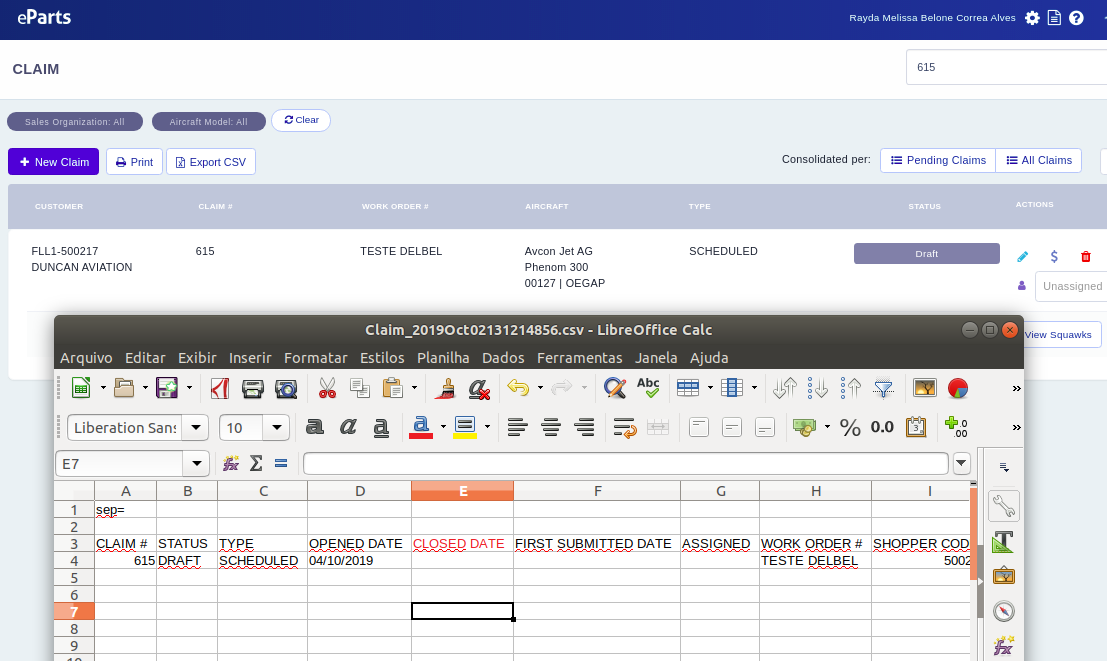 eParts
Rayda Melissa Belone Correa Alves
CLAIM
615
Sales Organization: All
Aircraft Model: All
Clear
New Claim
Print
Export CSV
Consolidated per:
Pending Claims
All Claims
CUSTOMER CLAIM # WORK ORDER # AIRCRAFT TYPE STATUS ACTIONS
FLL1-500217 615 TESTE DELBEL Avcon Jet AG SCHEDULED Draft
DUNCAN AVIATION Phenom 300
00127 | OEGAP
Unassigned
View Squawks
Claim_2019Oct02131214856.csv - LibreOffice Calc
Arquivo Editar Exibir Inserir Formatar Estilos Planilha Dados Ferramentas Janela Ajuda
Abc
Liberation Sans 10 a a a a % 0.0 .00
E7 fx Σ =
A B C D E F G H I
1 sep=
2
3 CLAIM # STATUS TYPE OPENED DATE CLOSED DATE FIRST SUBMITTED DATE ASSIGNED WORK ORDER # SHOPPER COD
4 615 DRAFT SCHEDULED 04/10/2019 TESTE DELBEL 5002
5
6
7
8
9
10